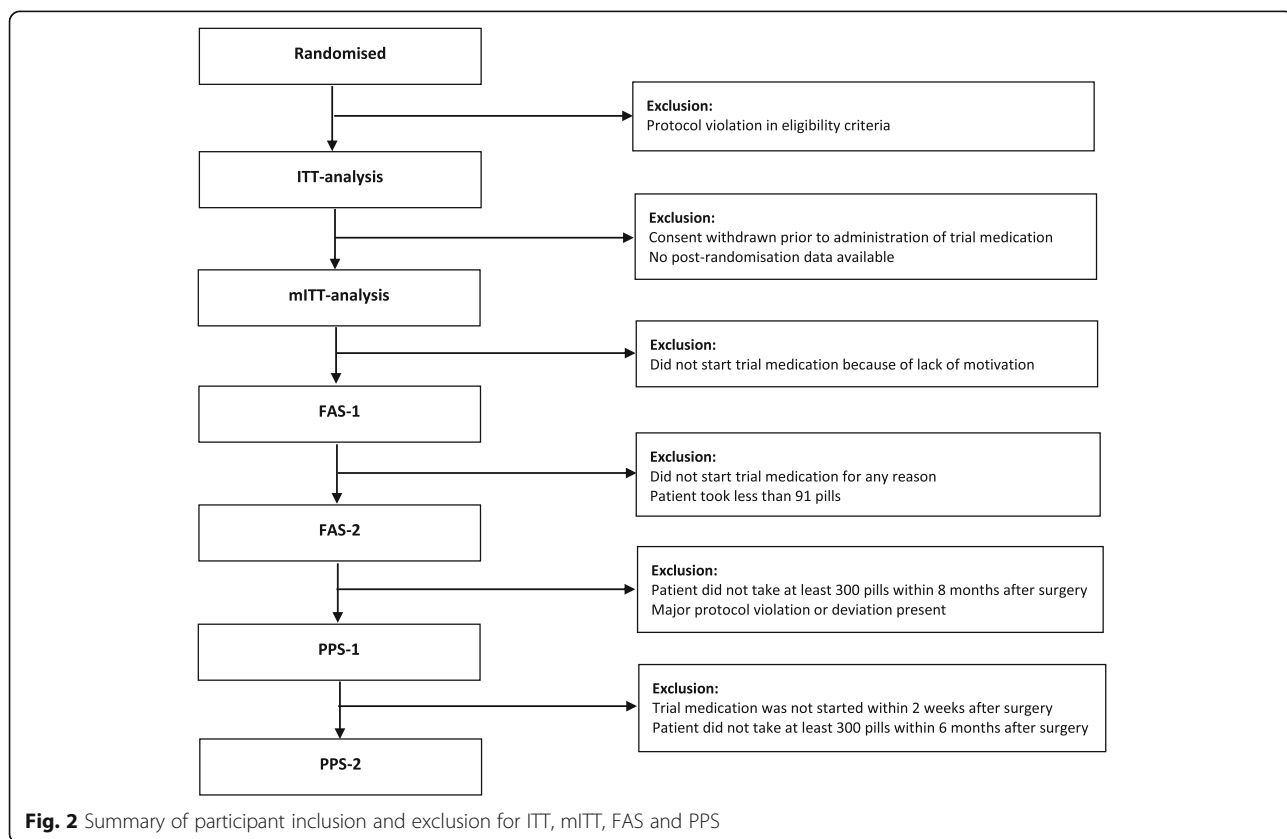 Randomised
Exclusion:
Protocol violation in eligibility criteria
ITT-analysis
Exclusion:
Consent withdrawn prior to administration of trial medication
No post-randomisation data available
mITT-analysis
Exclusion:
Did not start trial medication because of lack of motivation
FAS-1
Exclusion:
Did not start trial medication for any reason
Patient took less than 91 pills
FAS-2
Exclusion:
Patient did not take at least 300 pills within 8 months after surgery
Major protocol violation or deviation present
PPS-1
Exclusion:
Trial medication was not started within 2 weeks after surgery
Patient did not take at least 300 pills within 6 months after surgery
PPS-2
Fig. 2 Summary of participant inclusion and exclusion for ITT, mITT, FAS and PPS